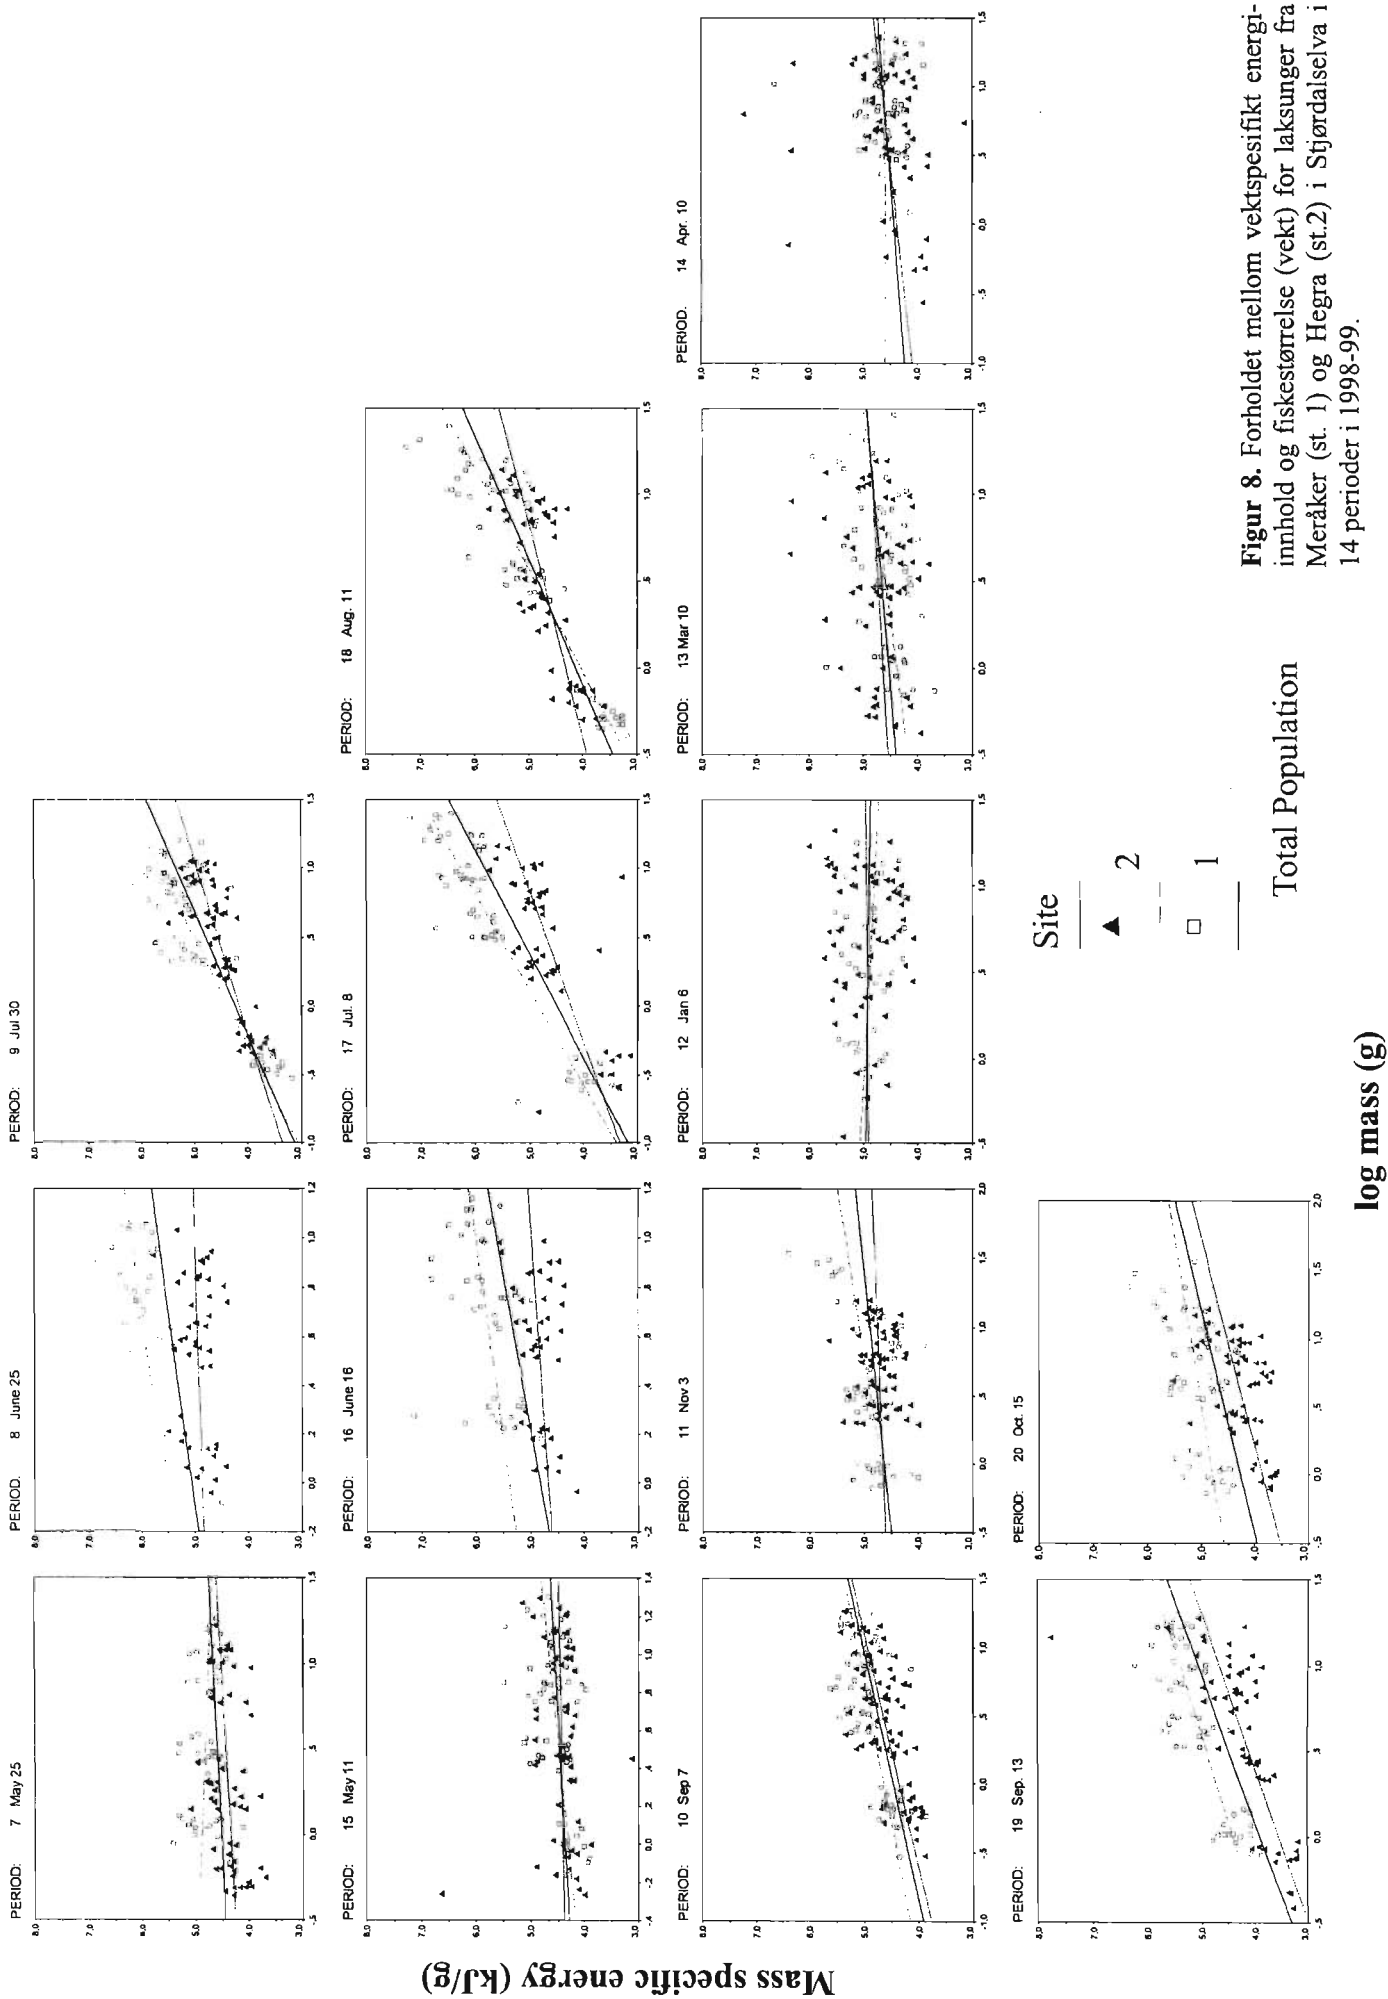 PERIOD: 7 May 25
PERIOD: 8 June 25
PERIOD: 9 Jul 30
PERIOD: 15 May 11
PERIOD: 16 June 16
PERIOD: 17 Jul. 8
PERIOD: 18 Aug. 11
PERIOD: 10 Sep 7
PERIOD: 11 Nov 3
PERIOD: 12 Jan 6
PERIOD: 13 Mar 10
PERIOD. 14 Apr. 10
PERIOD: 19 Sep. 13
PERIOD: 20 Oct. 15
Mass specific energy (kJ/g)
log mass (g)
Site
2
1
Total Population
Figur 8. Forholdet mellom vektspesifikt energi-
innhold og fiskestørrelse (vekt) for laksunger fra
Meråker (st. 1) og Hegra (st.2) i Stjørdalselva i
14 perioder i 1998-99.